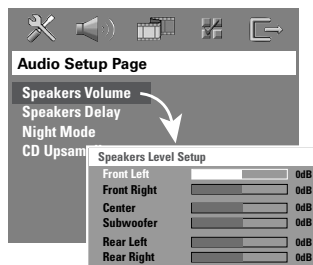 Audio Setup Page
Speakers Volume
Speakers Delay
Night Mode
CD Upsam
Speakers Level Setup
Front Left 0dB
Front Right 0dB
Center 0dB
Subwoofer 0dB
Rear Left 0dB
Rear Right 0dB